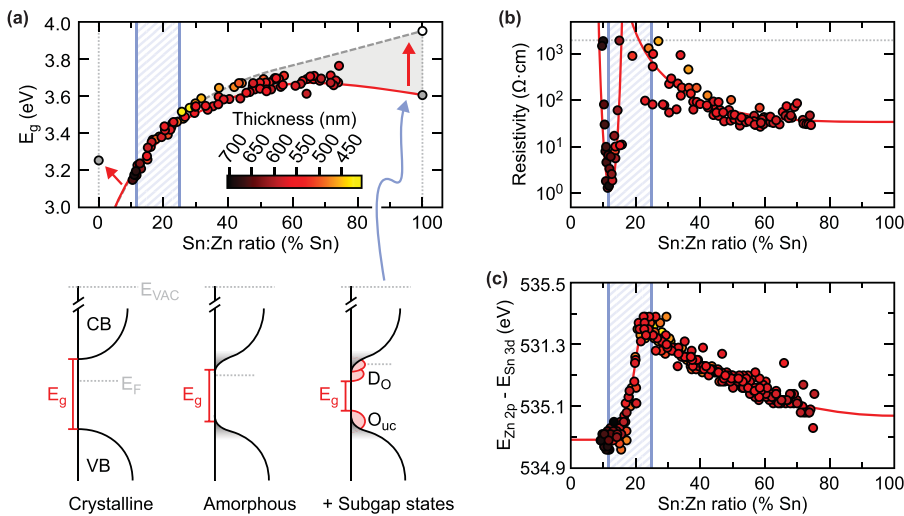 (a)
4.0
3.8
3.6
3.4
3.2
3.0
E_g (eV)
Thickness (nm)
700 650 600 550 500 450
0 20 40 60 80 100
Sn:Zn ratio (% Sn)
E_VAC
CB
E_F
E_g
VB
Crystalline
E_g
Amorphous
E_g
D_O
O_uc
+ Subgap states
(b)
10³
10²
10¹
10⁰
Resistivity (Ω·cm)
0 20 40 60 80 100
Sn:Zn ratio (% Sn)
(c)
535.5
531.3
535.1
534.9
E_Zn 2p - E_Sn 3d (eV)
0 20 40 60 80 100
Sn:Zn ratio (% Sn)